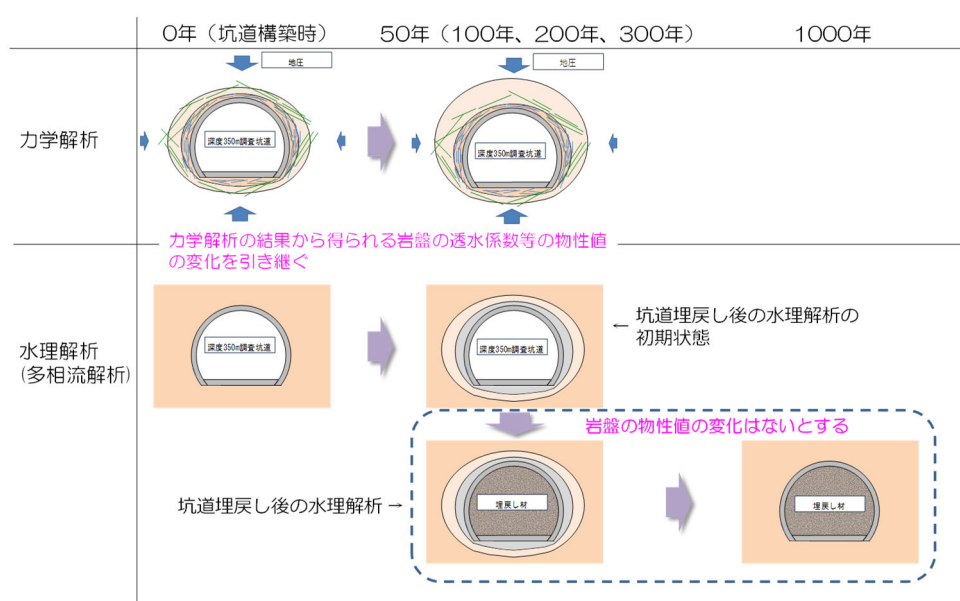 0年（坑道構築時）
50年（100年、200年、300年）
1000年
力学解析
地圧
地圧
深度350m調査坑道
深度350m調査坑道
力学解析の結果から得られる岩盤の透水係数等の物性値
の変化を引き継ぐ
水理解析
(多相流解析)
深度350m調査坑道
深度350m調査坑道
← 坑道埋戻し後の水理解析の
初期状態
岩盤の物性値の変化はないとする
坑道埋戻し後の水理解析→
埋戻し材
埋戻し材